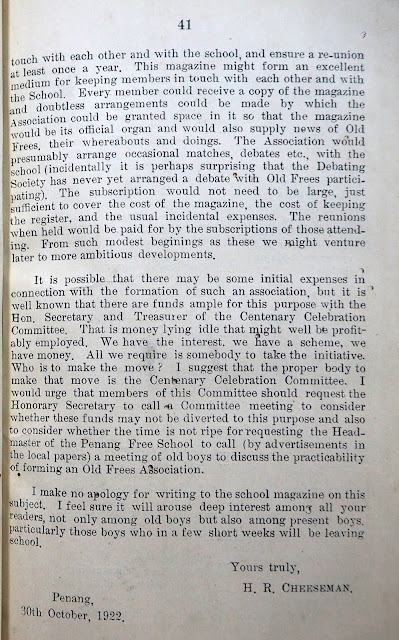 41
touch with each other and with the school, and ensure a re-union
at least once a year. This magazine might form an excellent
medium for keeping members in touch with each other and with
the School. Every member could receive a copy of the magazine
and doubtless arrangements could be made by which the
Association could be granted space in it so that the magazine
would be its official organ and would also supply news of Old
Frees, their whereabouts and doings. The Association would
presumably arrange occasional matches, debates etc., with the
school (incidentally it is perhaps surprising that the Debating
Society has never yet arranged a debate with Old Frees partici-
pating). The subscription would not need to be large, just
sufficient to cover the cost of the magazine, the cost of keeping
the register, and the usual incidental expenses. The reunions
when held would be paid for by the subscriptions of those attend-
ing. From such modest beginings as these we might venture
later to more ambitious developments.
It is possible that there may be some initial expenses in
connection with the formation of such an association, but it is
well known that there are funds ample for this purpose with the
Hon. Secretary and Treasurer of the Centenary Celebration
Committee. That is money lying idle that might well be profit-
ably employed. We have the interest, we have a scheme, we
have money. All we require is somebody to take the initiative.
Who is to make the move? I suggest that the proper body to
make that move is the Centenary Celebration Committee. I
would urge that members of this Committee should request the
Honorary Secretary to call a Committee meeting to consider
whether these funds may not be diverted to this purpose and also
to consider whether the time is not ripe for requesting the Head-
master of the Penang Free School to call (by advertisements in
the local papers) a meeting of old boys to discuss the practicability
of forming an Old Frees Association.
I make no apology for writing to the school magazine on this
subject. I feel sure it will arouse deep interest among all your
readers, not only among old boys but also among present boys,
particularly those boys who in a few short weeks will be leaving
school.
Yours truly,
H. R. CHEESEMAN.
Penang,
30th October, 1922.